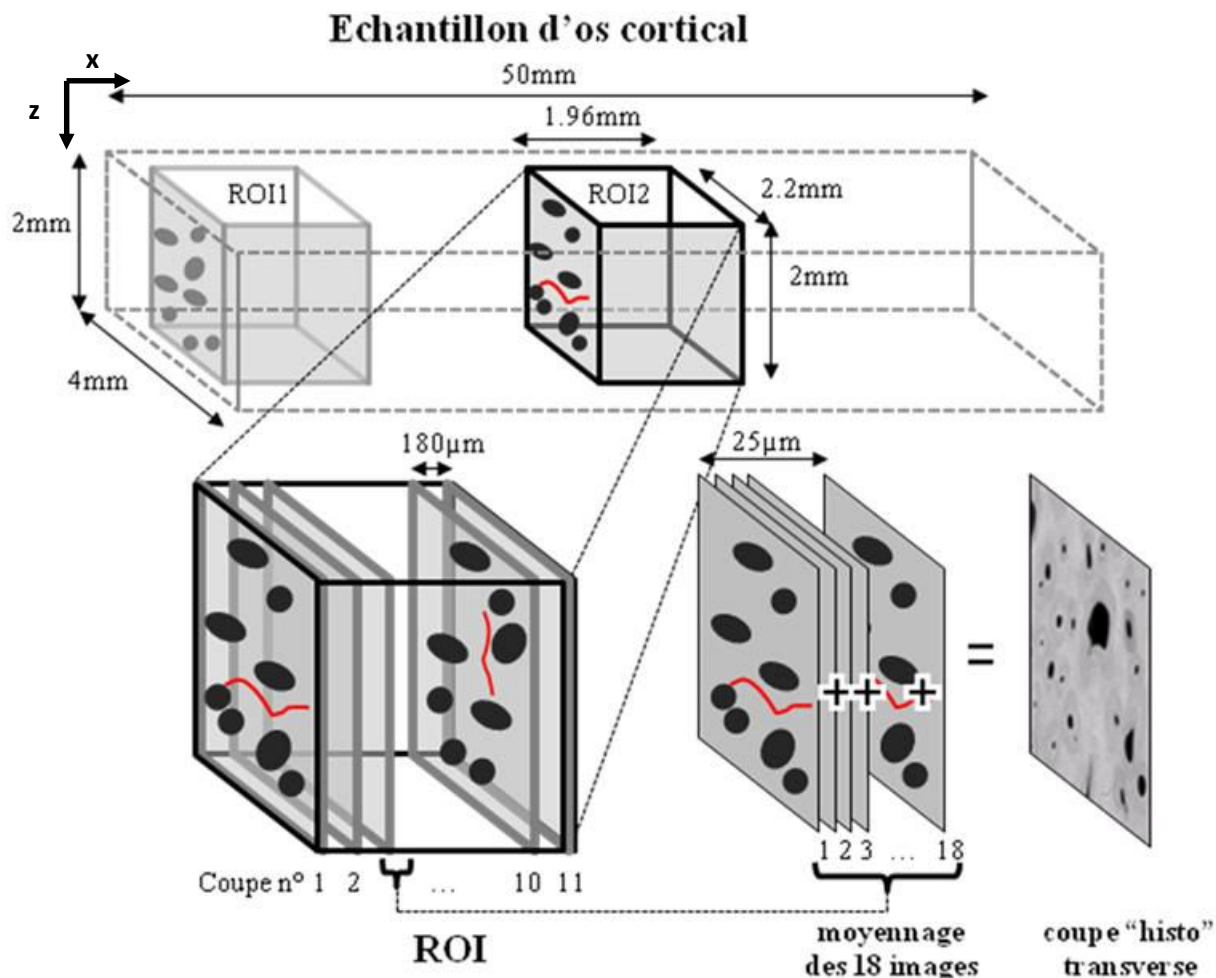 Echantillon d'os cortical
x
z
50mm
1.96mm
ROI1
ROI2
2.2mm
2mm
2mm
4mm
180µm
25µm
=
+ + +
1 2 3 ... 18
Coupe n° 1 2 ... 10 11
ROI
moyennage
des 18 images
coupe "histo"
transverse